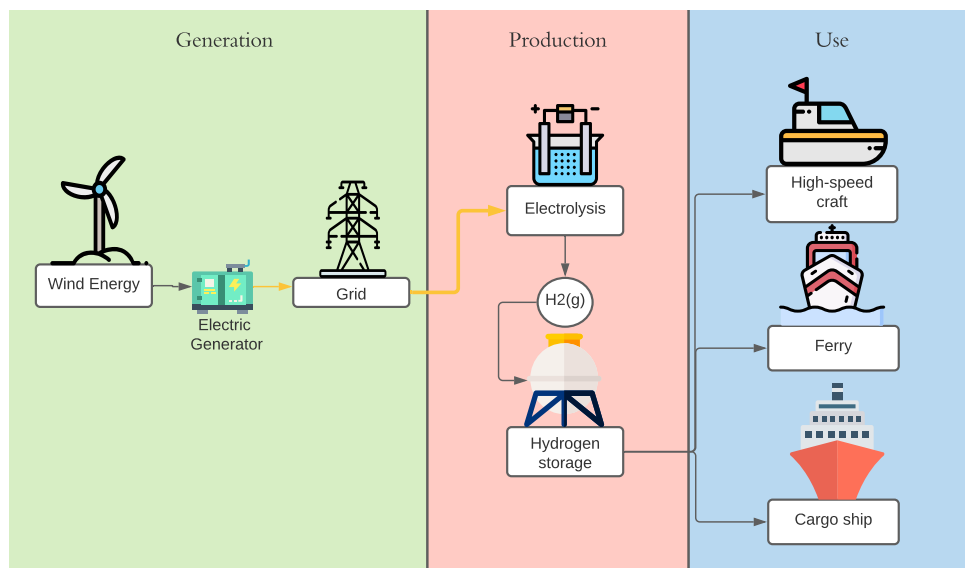 Generation
Production
Use
Wind Energy
Electric
Generator
Grid
+
−
Electrolysis
H2(g)
Hydrogen
storage
High-speed
craft
Ferry
Cargo ship